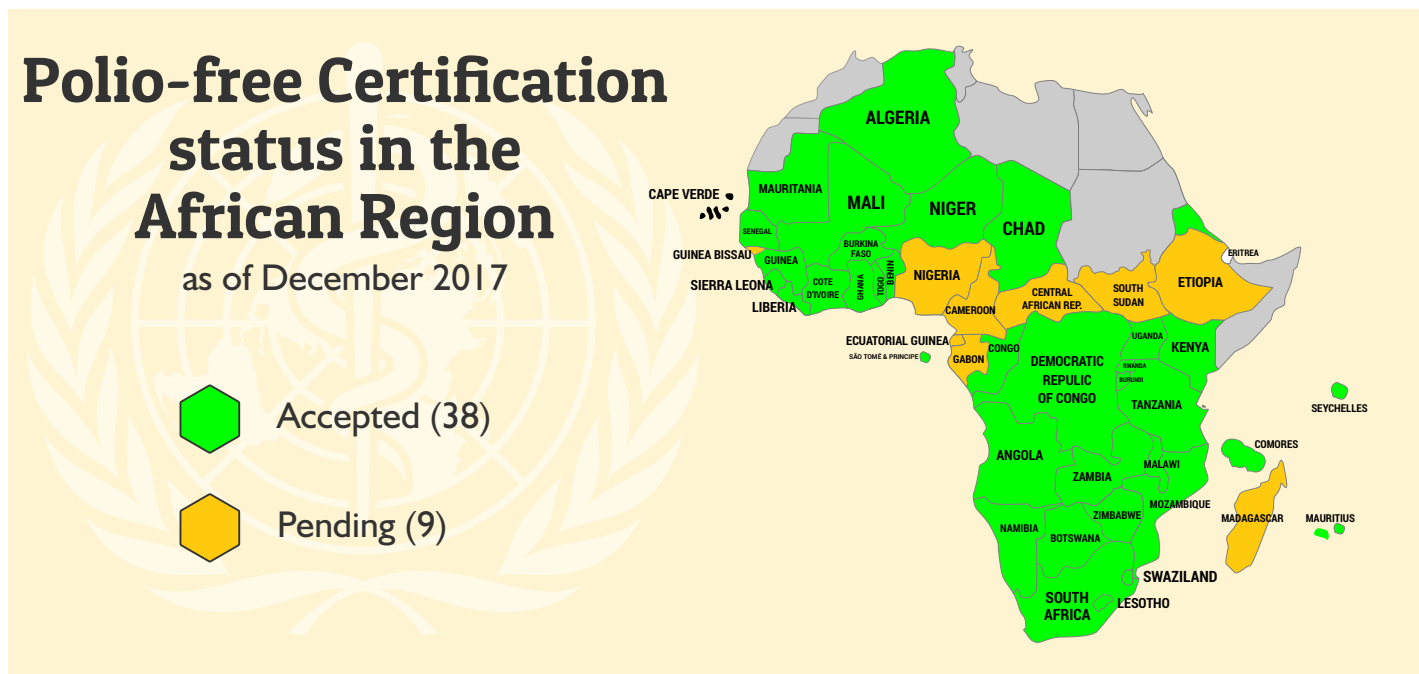 Polio-free Certification
status in the
African Region
as of December 2017
Accepted (38)
Pending (9)
ALGERIA
MAURITANIA
MALI
NIGER
CHAD
CAPE VERDE
SENEGAL
GUINEA BISSAU
GUINEA
SIERRA LEONA
LIBERIA
COTE
D'IVOIRE
BURKINA
FASO
GHANA
TOGO
BENIN
NIGERIA
CAMEROON
CENTRAL
AFRICAN REP.
SOUTH
SUDAN
ETIOPIA
ERITREA
EQUATORIAL GUINEA
SÃO TOMÉ & PRINCIPE
GABON
CONGO
DEMOCRATIC
REPULIC
OF CONGO
UGANDA
KENYA
RWANDA
BURUNDI
TANZANIA
SEYCHELLES
COMORES
ANGOLA
ZAMBIA
MALAWI
MOZAMBIQUE
ZIMBABWE
NAMIBIA
BOTSWANA
MADAGASCAR
MAURITIUS
SWAZILAND
LESOTHO
SOUTH
AFRICA